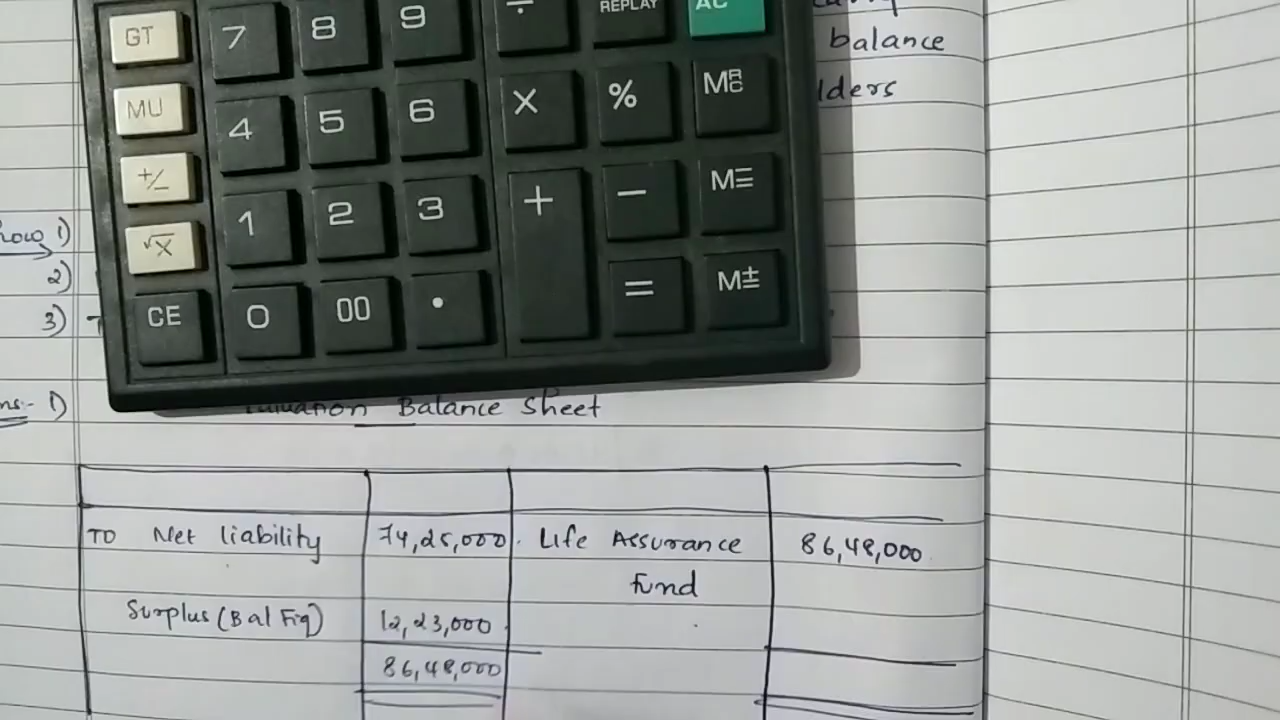 GT 7 8 9 ÷ REPLAY AC
MU 4 5 6 X % MRC
+/- 1 2 3 + − M=
√X 0 00 . = M±
CE
balance
lders
1)
2)
3)
1)
Balance Sheet
TO Net liability 74,25,000. Life Assurance 86,48,000
fund
Surplus (Bal Fig) 12,23,000
86,48,000